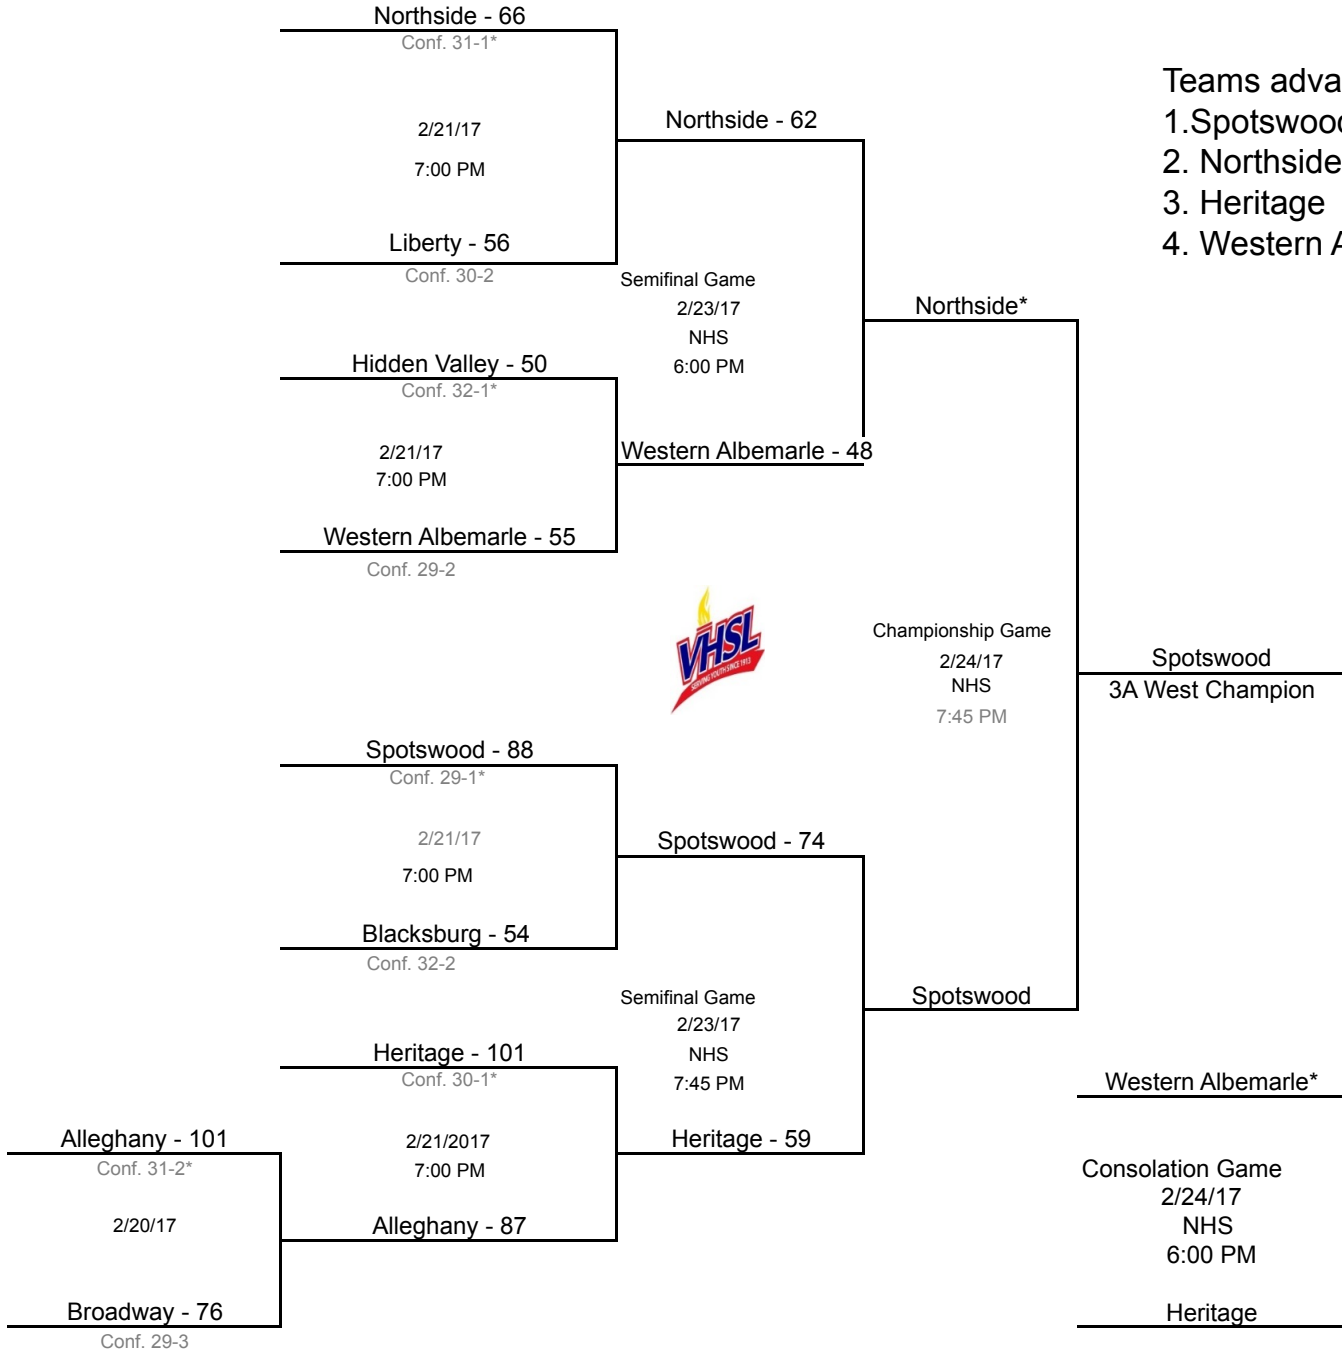 Northside - 66
Conf. 31-1*
2/21/17
7:00 PM
Liberty - 56
Conf. 30-2
Hidden Valley - 50
Conf. 32-1*
2/21/17
7:00 PM
Western Albemarle - 55
Conf. 29-2
Spotswood - 88
Conf. 29-1*
2/21/17
7:00 PM
Blacksburg - 54
Conf. 32-2
Heritage - 101
Conf. 30-1*
2/21/2017
7:00 PM
Alleghany - 87
Alleghany - 101
Conf. 31-2*
2/20/17
Broadway - 76
Conf. 29-3
Northside - 62
Semifinal Game
2/23/17
NHS
6:00 PM
Western Albemarle - 48
VHSL
SERVING YOUTH SINCE 1913
Spotswood - 74
Semifinal Game
2/23/17
NHS
7:45 PM
Heritage - 59
Northside*
Championship Game
2/24/17
NHS
7:45 PM
Spotswood
Teams adva
1.Spotswood
2. Northside
3. Heritage
4. Western A
Spotswood
3A West Champion
Western Albemarle*
Consolation Game
2/24/17
NHS
6:00 PM
Heritage